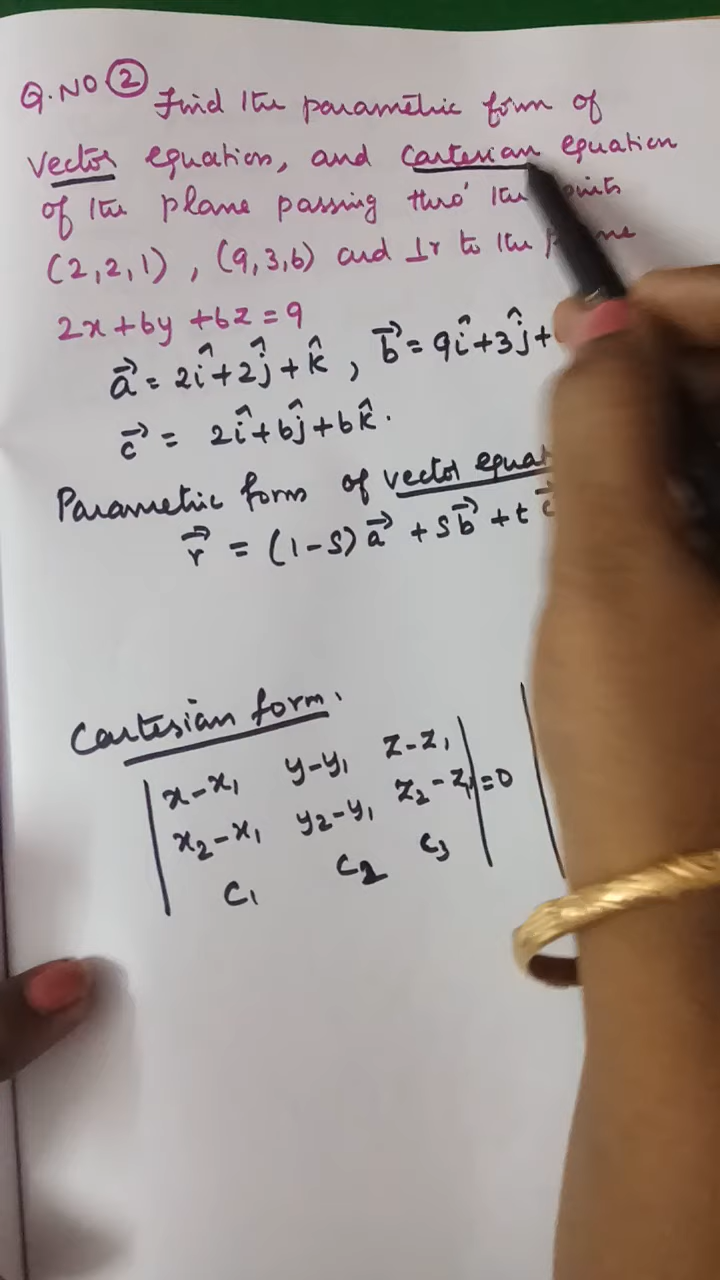 Q.NO ② Find the parametric form of
vector equation, and cartesian equation
of the plane passing thro' the
(2,2,1), (9,3,6) and ⊥r to the
2x+6y+6z=9
a⃗ = 2î+2ĵ+k̂, b⃗ = 9î+3ĵ+
c⃗ = 2î+6ĵ+6k̂.
Parametric form of vector
r⃗ = (1-s)a⃗ + sb⃗ + t
Cartesian form.
| x-x₁ y-y₁ z-z₁ |
| x₂-x₁ y₂-y₁ z₂-z₁ | = 0 |
| c₁ c₂ c₃ |